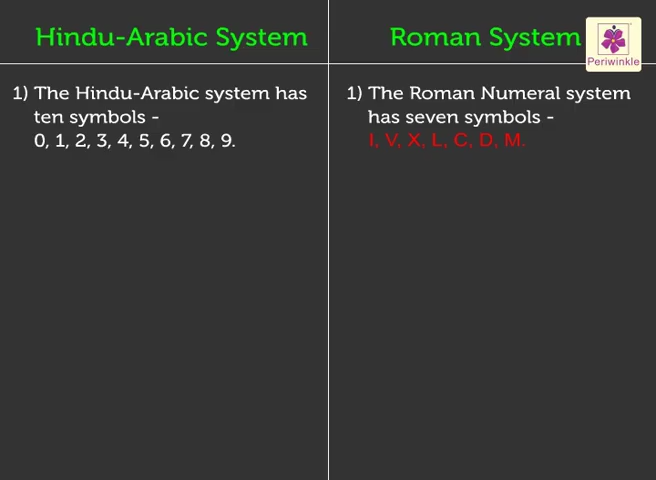 Hindu-Arabic System
1) The Hindu-Arabic system has
ten symbols -
0, 1, 2, 3, 4, 5, 6, 7, 8, 9.
Roman System
Periwinkle
1) The Roman Numeral system
has seven symbols -
I, V, X, L, C, D, M.